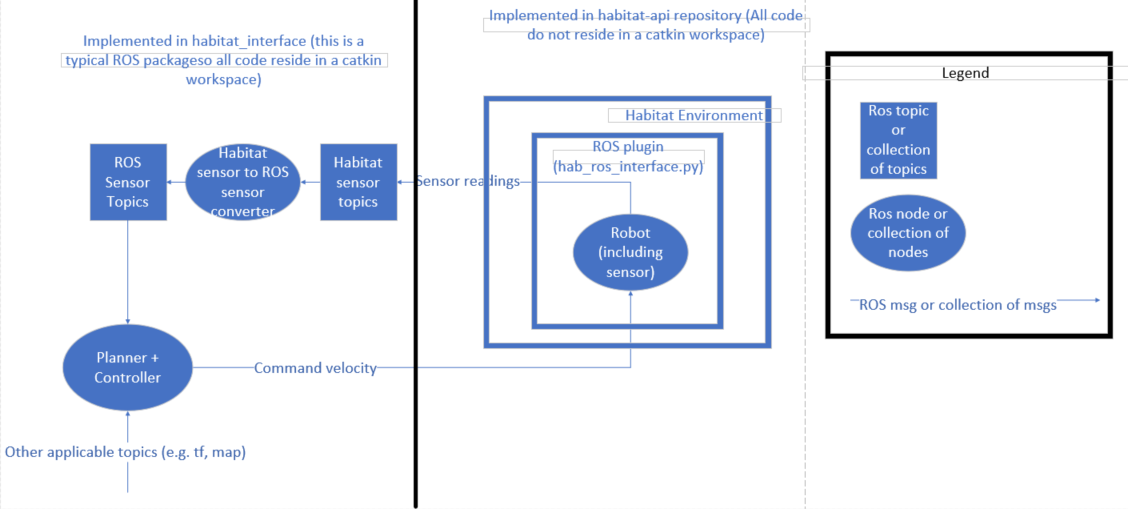 Implemented in habitat_interface (this is a
typical ROS packageso all code reside in a catkin
workspace)
Implemented in habitat-api repository (All code
do not reside in a catkin workspace)
Legend
Habitat Environment
ROS plugin
(hab_ros_interface.py)
ROS
Sensor
Topics
Habitat
sensor to ROS
sensor
converter
Habitat
sensor
topics
Sensor readings
Robot
(including
sensor)
Planner +
Controller
Command velocity
Other applicable topics (e.g. tf, map)
Ros topic
or
collection
of topics
Ros node or
collection of
nodes
ROS msg or collection of msgs